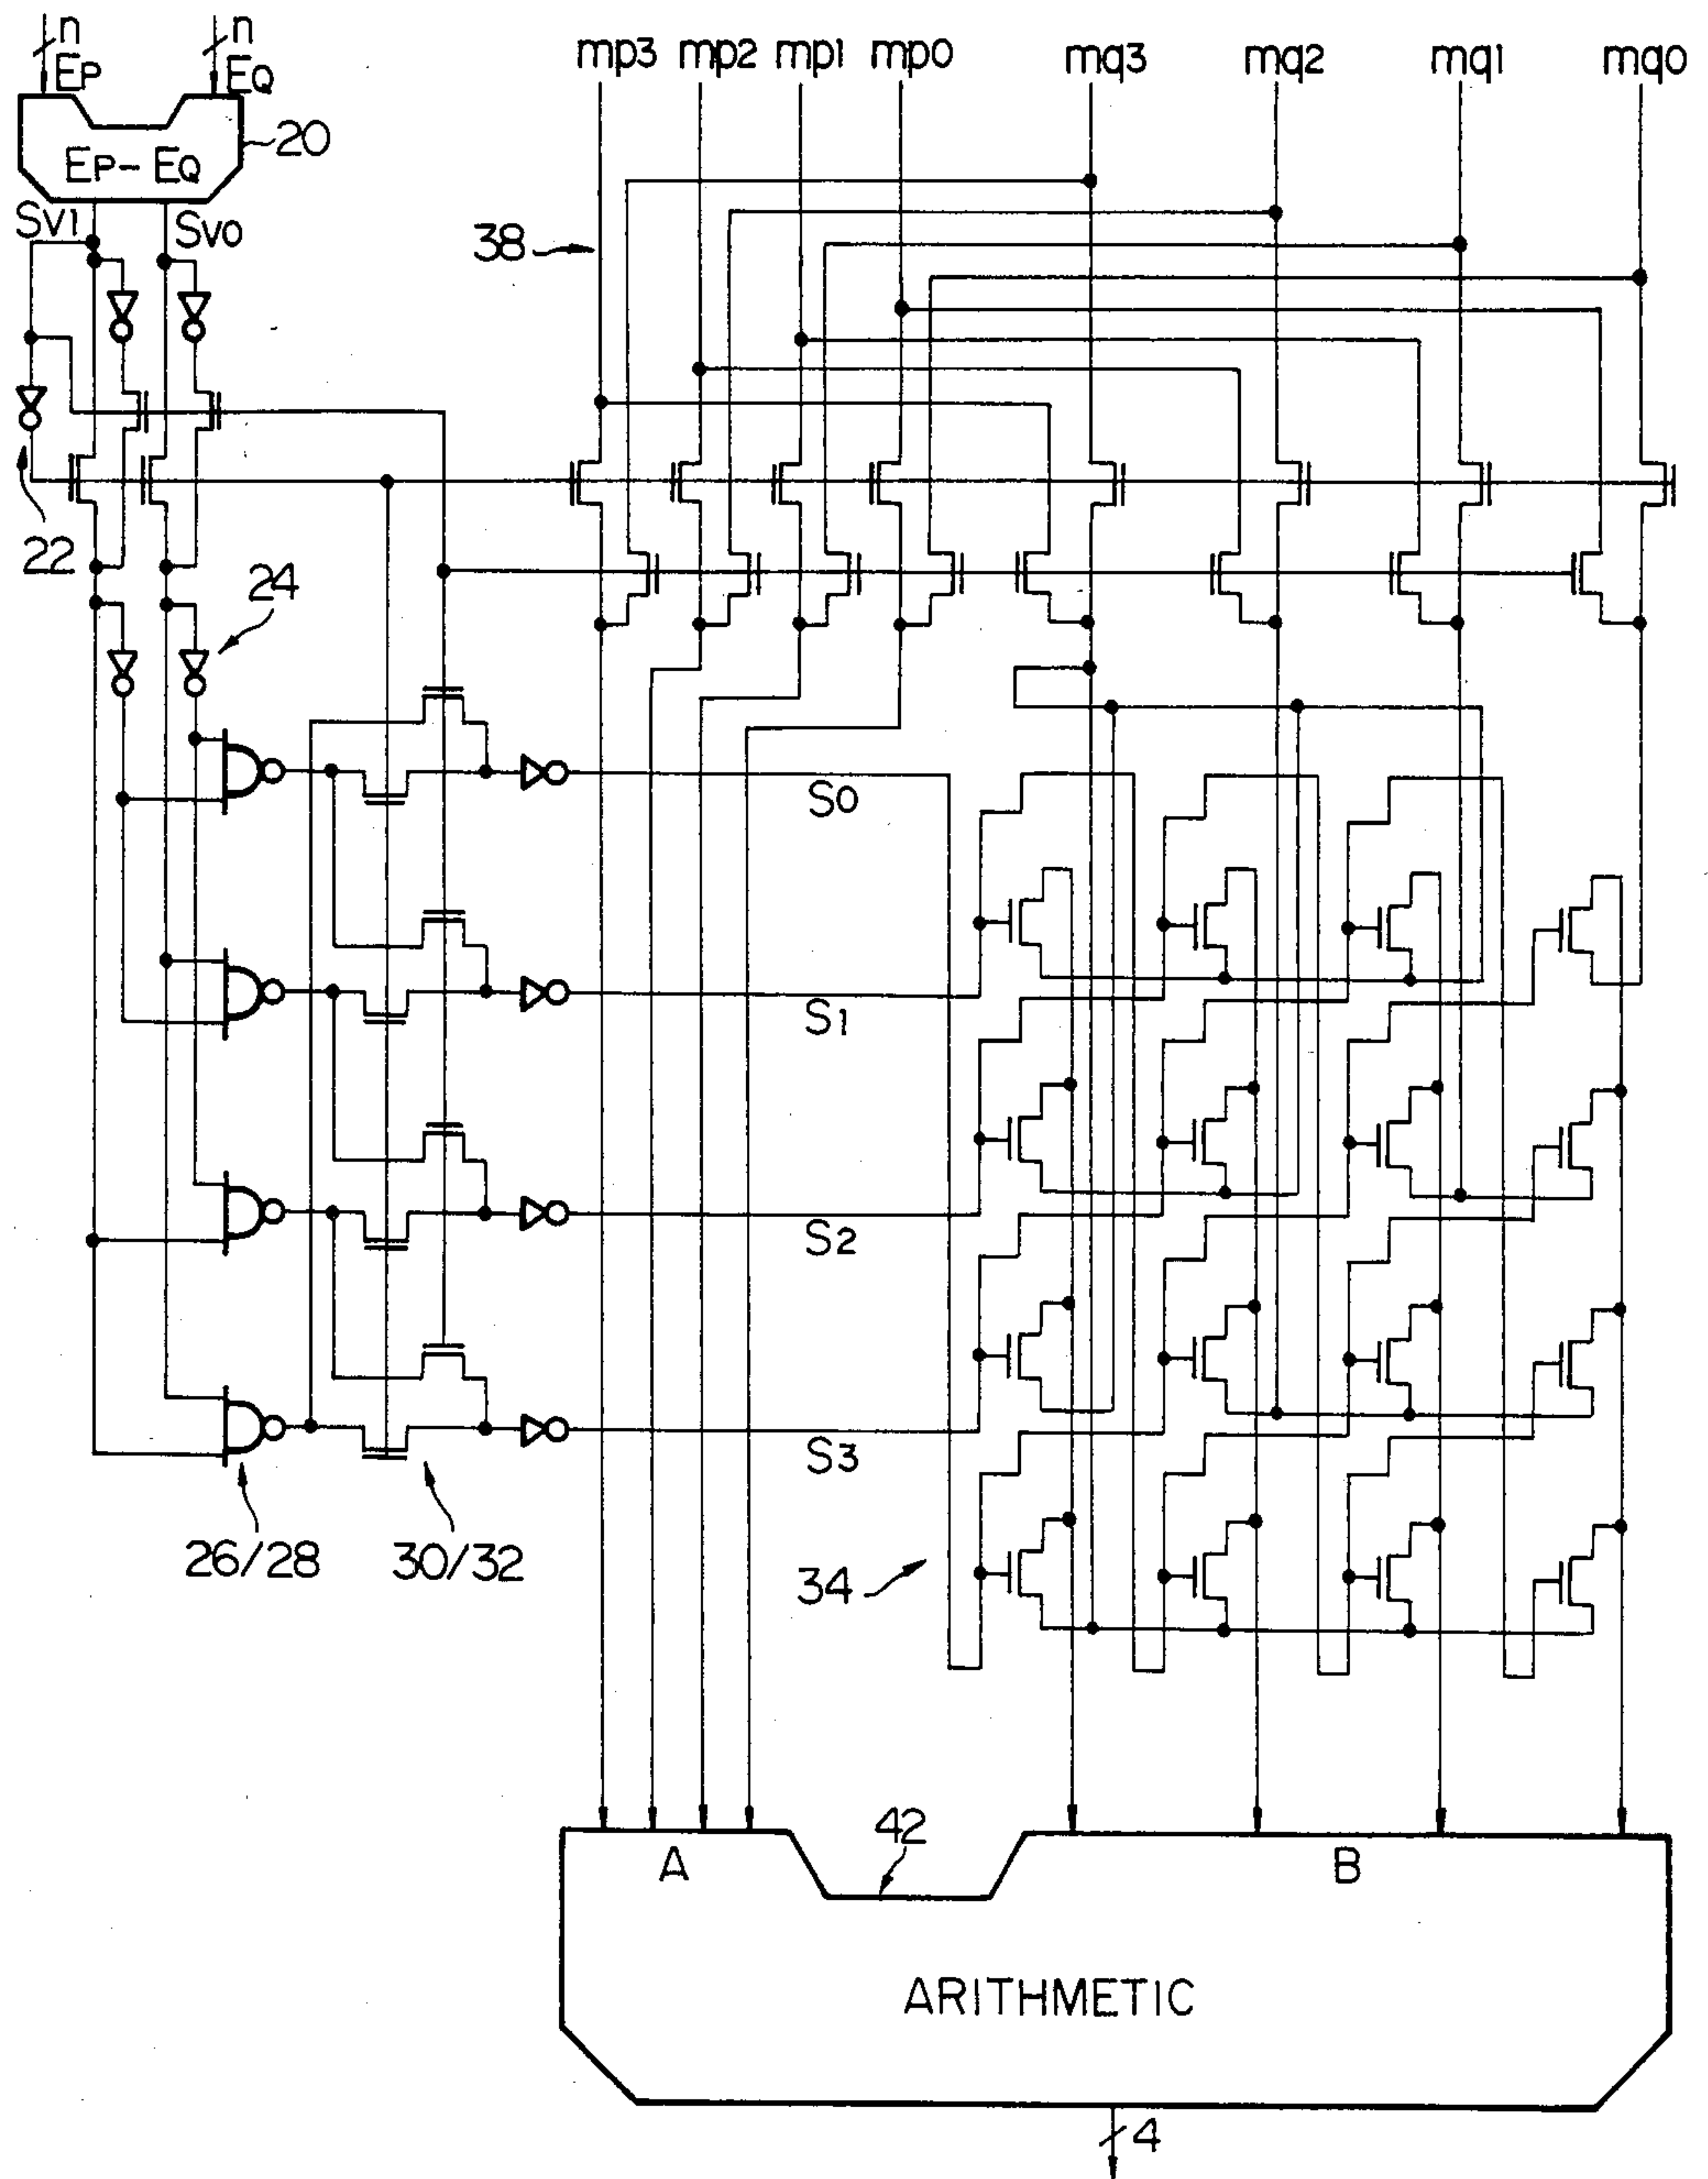 n n
EP EQ
mp3 mp2 mp1 mp0 mq3 mq2 mq1 mq0
20
EP-EQ
SV1 SV0
38
22
24
S0
S1
S2
S3
26/28
30/32
34
42
A
B
ARITHMETIC
4